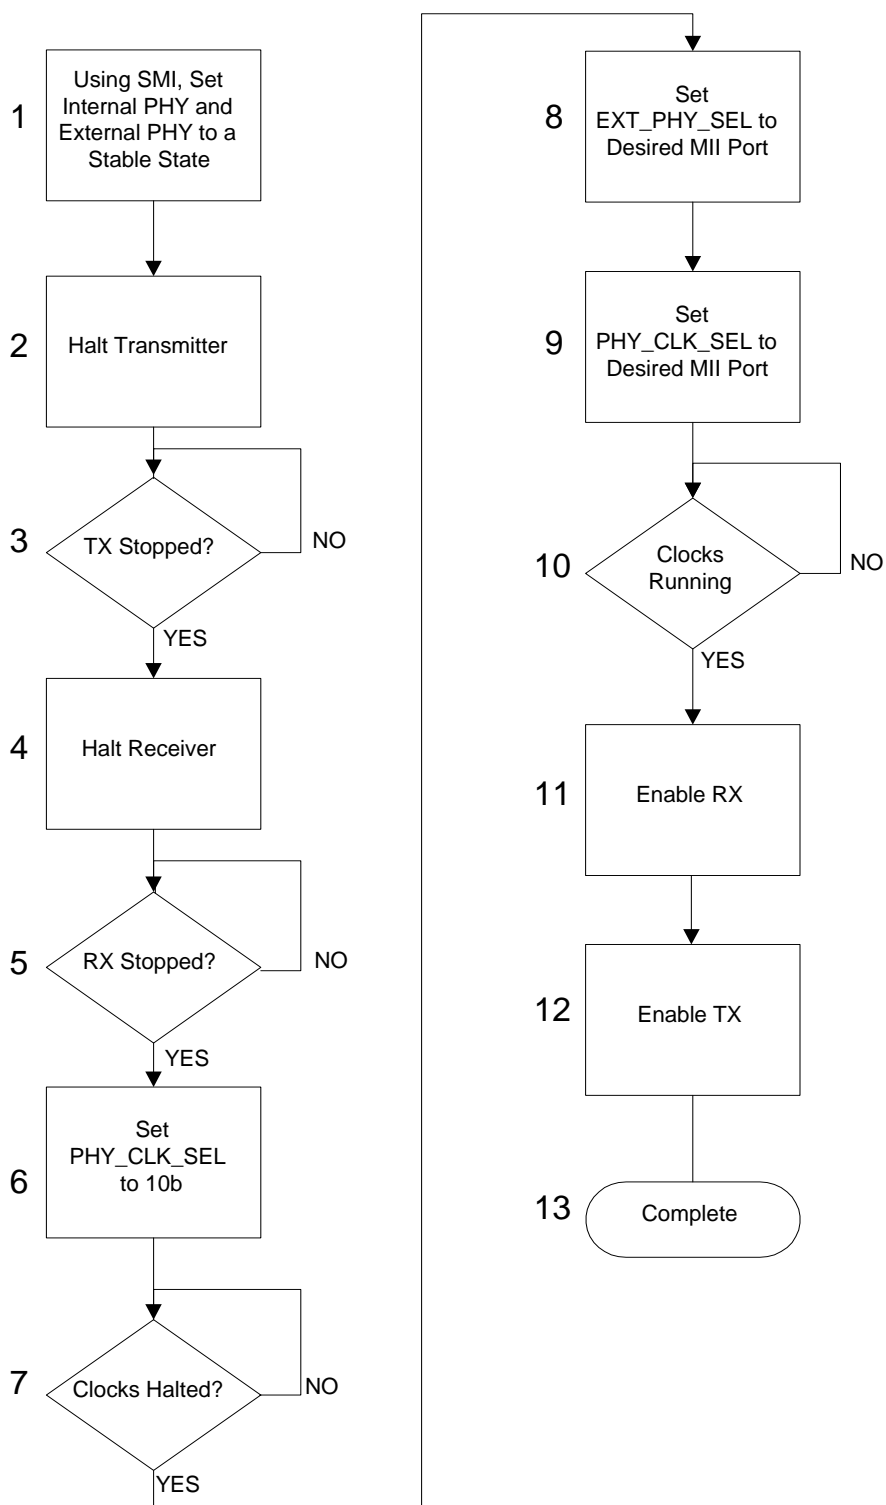 1
Using SMI, Set
Internal PHY and
External PHY to a
Stable State
2
Halt Transmitter
3
TX Stopped?
NO
YES
4
Halt Receiver
5
RX Stopped?
NO
YES
6
Set
PHY_CLK_SEL
to 10b
7
Clocks Halted?
NO
YES
8
Set
EXT_PHY_SEL to
Desired MII Port
9
Set
PHY_CLK_SEL to
Desired MII Port
10
Clocks
Running
NO
YES
11
Enable RX
12
Enable TX
13
Complete